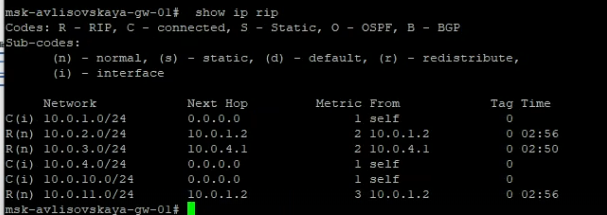 msk-avlisovskaya-gw-01#  show ip rip
Codes: R - RIP, C - connected, S - Static, O - OSPF, B - BGP
Sub-codes:
      (n) - normal, (s) - static, (d) - default, (r) - redistribute,
      (i) - interface
     Network            Next Hop         Metric From            Tag Time
C(i) 10.0.1.0/24        0.0.0.0               1 self              0
R(n) 10.0.2.0/24        10.0.1.2              2 10.0.1.2          0 02:56
R(n) 10.0.3.0/24        10.0.4.1              2 10.0.4.1          0 02:50
C(i) 10.0.4.0/24        0.0.0.0               1 self              0
C(i) 10.0.10.0/24       0.0.0.0               1 self              0
R(n) 10.0.11.0/24       10.0.1.2              3 10.0.1.2          0 02:56
msk-avlisovskaya-gw-01#